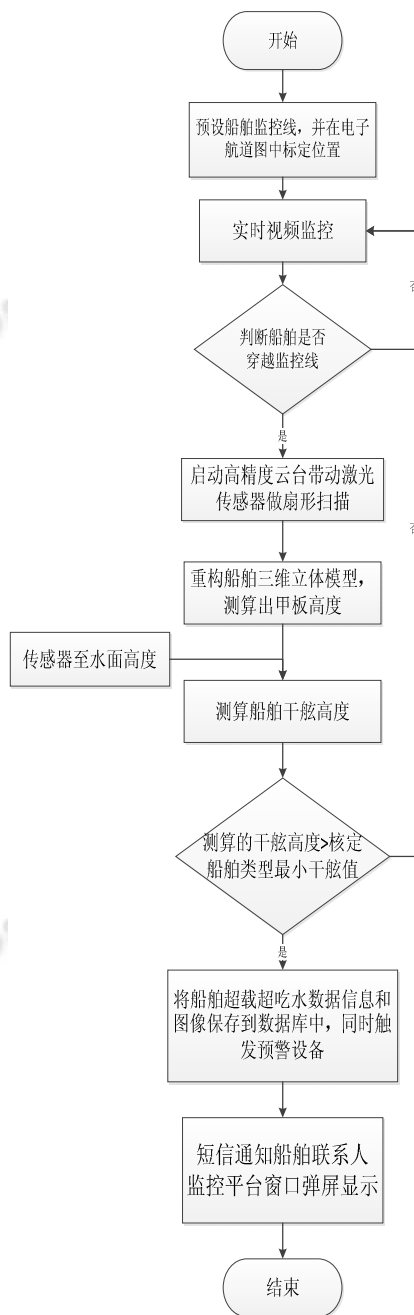 开始
预设船舶监控线，并在电子
航道图中标定位置
实时视频监控
否
判断船舶是否
穿越监控线
是
启动高精度云台带动激光
传感器做扇形扫描
否
重构船舶三维立体模型，
测算出甲板高度
传感器至水面高度
测算船舶干舷高度
测算的干舷高度>核定
船舶类型最小干舷值
是
将船舶超载超吃水数据信息和
图像保存到数据库中，同时触
发预警设备
短信通知船舶联系人
监控平台窗口弹屏显示
结束